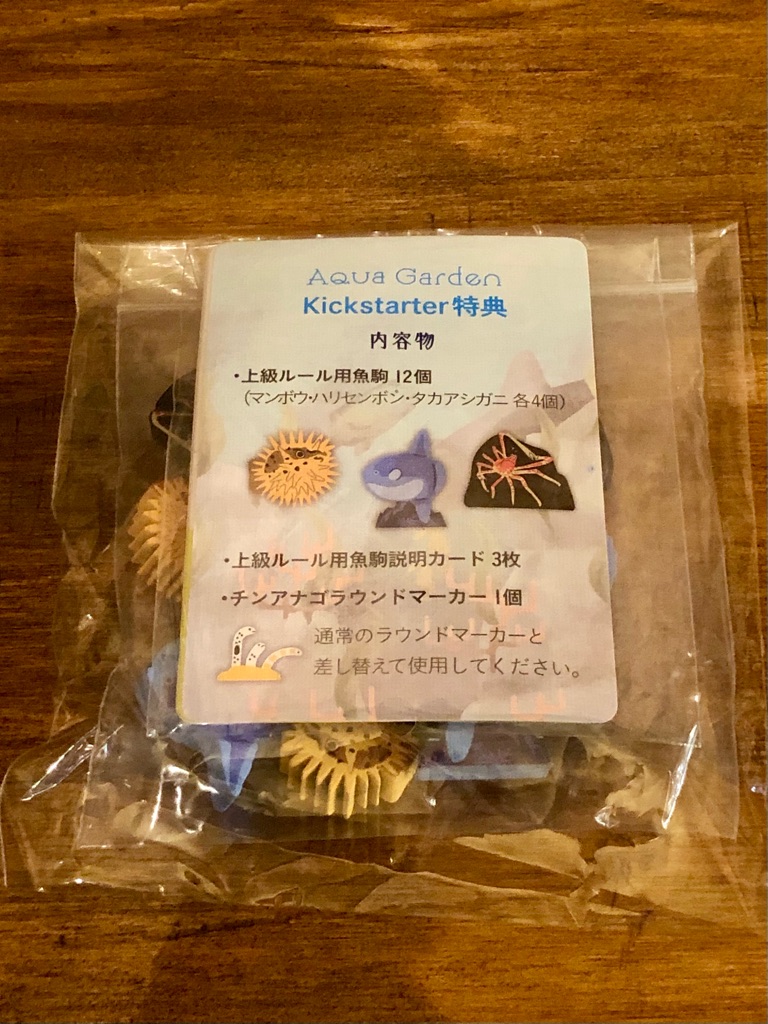 Aqua Garden
Kickstarter特典
内容物
・上級ルール用魚駒 12個
(マンボウ・ハリセンボン・タカアシガニ 各4個)
・上級ルール用魚駒説明カード 3枚
・チンアナゴラウンドマーカー 1個
通常のラウンドマーカーと
差し替えて使用してください。